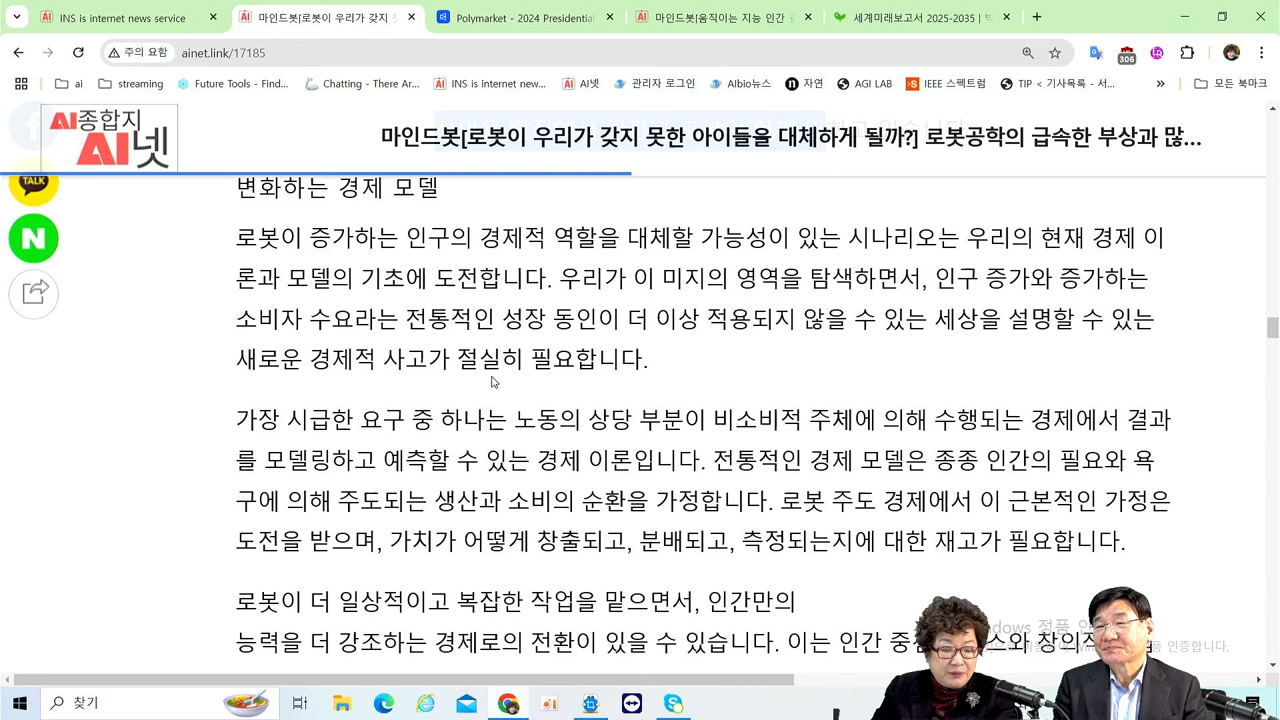 INS is internet news service
마인드봇[로봇이 우리가 갖지
Polymarket - 2024 Presidential
마인드봇[움직이는 지능 인간
세계미래보고서 2025-2035 |
주의 요함
ainet.link/17185
306
ai
streaming
Future Tools - Find...
Chatting - There Ar...
INS is internet new...
AI넷
관리자 로그인
AIbio뉴스
자연
AGI LAB
IEEE 스펙트럼
TIP < 기사목록 - 서...
모든 북마크
AI종합지
AI넷
마인드봇[로봇이 우리가 갖지 못한 아이들을 대체하게 될까?] 로봇공학의 급속한 부상과 많...
TALK
N
변화하는 경제 모델
로봇이 증가하는 인구의 경제적 역할을 대체할 가능성이 있는 시나리오는 우리의 현재 경제 이
론과 모델의 기초에 도전합니다. 우리가 이 미지의 영역을 탐색하면서, 인구 증가와 증가하는
소비자 수요라는 전통적인 성장 동인이 더 이상 적용되지 않을 수 있는 세상을 설명할 수 있는
새로운 경제적 사고가 절실히 필요합니다.
가장 시급한 요구 중 하나는 노동의 상당 부분이 비소비적 주체에 의해 수행되는 경제에서 결과
를 모델링하고 예측할 수 있는 경제 이론입니다. 전통적인 경제 모델은 종종 인간의 필요와 욕
구에 의해 주도되는 생산과 소비의 순환을 가정합니다. 로봇 주도 경제에서 이 근본적인 가정은
도전을 받으며, 가치가 어떻게 창출되고, 분배되고, 측정되는지에 대한 재고가 필요합니다.
로봇이 더 일상적이고 복잡한 작업을 맡으면서, 인간만의
능력을 더 강조하는 경제로의 전환이 있을 수 있습니다. 이는 인간 중심
정품
인증합니다.
찾기